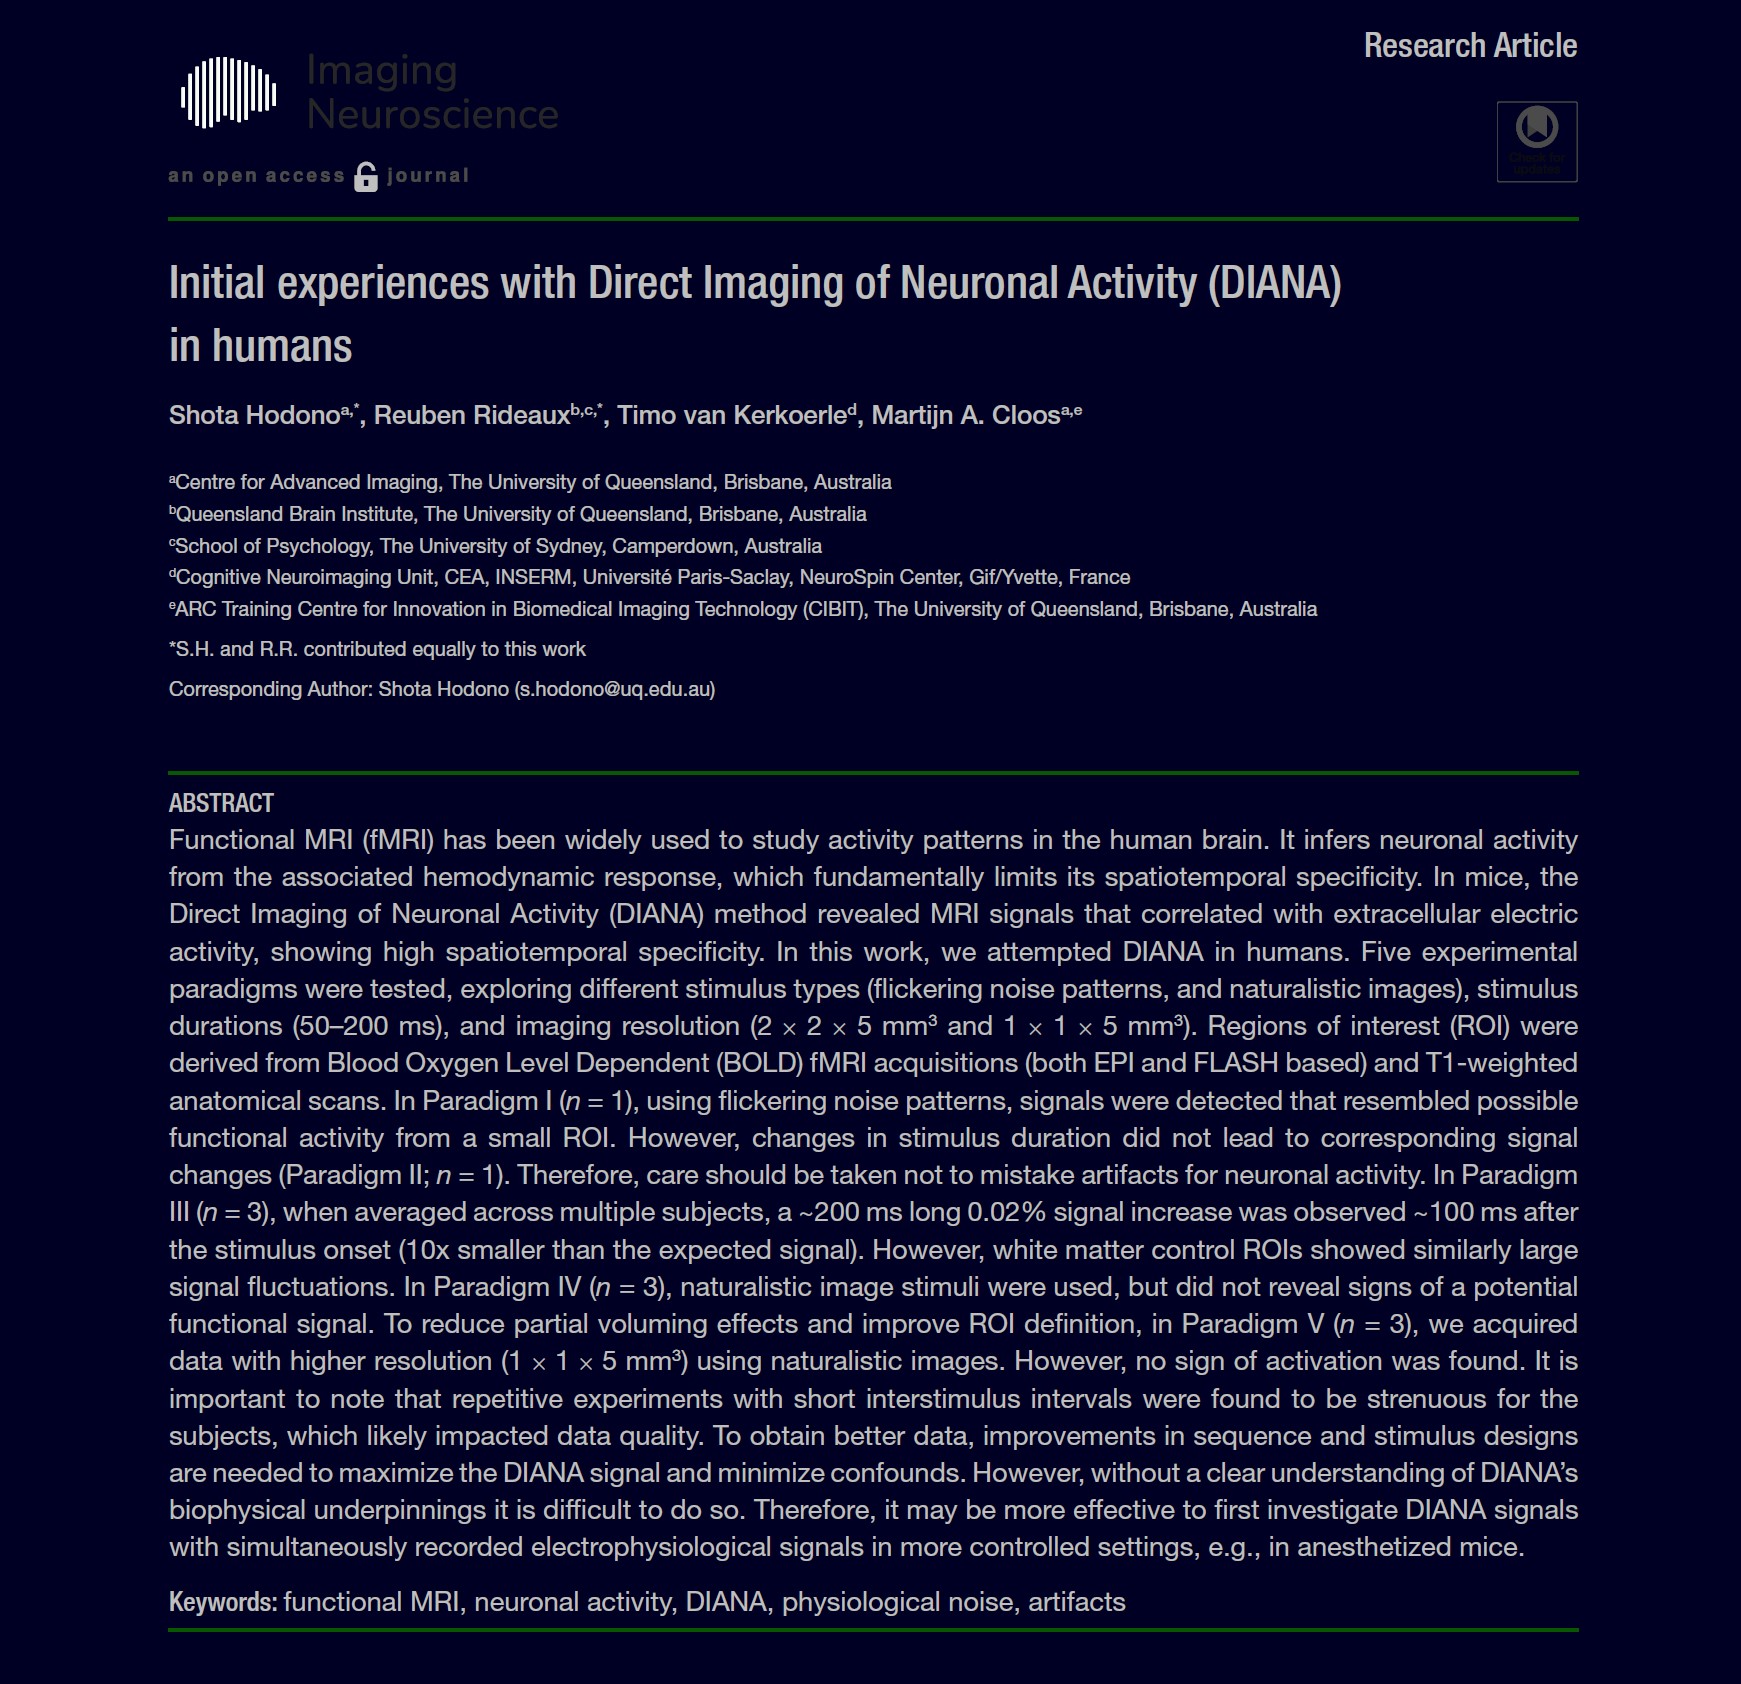 Research Article
Imaging
Neuroscience
an open access journal
Check for
updates
Initial experiences with Direct Imaging of Neuronal Activity (DIANA)
in humans
Shota Hodonoᵃ,*, Reuben Rideauxᵇ,ᶜ,*, Timo van Kerkoerleᵈ, Martijn A. Cloosᵃ,ᵉ
ᵃCentre for Advanced Imaging, The University of Queensland, Brisbane, Australia
ᵇQueensland Brain Institute, The University of Queensland, Brisbane, Australia
ᶜSchool of Psychology, The University of Sydney, Camperdown, Australia
ᵈCognitive Neuroimaging Unit, CEA, INSERM, Université Paris-Saclay, NeuroSpin Center, Gif/Yvette, France
ᵉARC Training Centre for Innovation in Biomedical Imaging Technology (CIBIT), The University of Queensland, Brisbane, Australia
*S.H. and R.R. contributed equally to this work
Corresponding Author: Shota Hodono (s.hodono@uq.edu.au)
ABSTRACT
Functional MRI (fMRI) has been widely used to study activity patterns in the human brain. It infers neuronal activity
from the associated hemodynamic response, which fundamentally limits its spatiotemporal specificity. In mice, the
Direct Imaging of Neuronal Activity (DIANA) method revealed MRI signals that correlated with extracellular electric
activity, showing high spatiotemporal specificity. In this work, we attempted DIANA in humans. Five experimental
paradigms were tested, exploring different stimulus types (flickering noise patterns, and naturalistic images), stimulus
durations (50–200 ms), and imaging resolution (2 × 2 × 5 mm³ and 1 × 1 × 5 mm³). Regions of interest (ROI) were
derived from Blood Oxygen Level Dependent (BOLD) fMRI acquisitions (both EPI and FLASH based) and T1-weighted
anatomical scans. In Paradigm I (n = 1), using flickering noise patterns, signals were detected that resembled possible
functional activity from a small ROI. However, changes in stimulus duration did not lead to corresponding signal
changes (Paradigm II; n = 1). Therefore, care should be taken not to mistake artifacts for neuronal activity. In Paradigm
III (n = 3), when averaged across multiple subjects, a ~200 ms long 0.02% signal increase was observed ~100 ms after
the stimulus onset (10x smaller than the expected signal). However, white matter control ROIs showed similarly large
signal fluctuations. In Paradigm IV (n = 3), naturalistic image stimuli were used, but did not reveal signs of a potential
functional signal. To reduce partial voluming effects and improve ROI definition, in Paradigm V (n = 3), we acquired
data with higher resolution (1 × 1 × 5 mm³) using naturalistic images. However, no sign of activation was found. It is
important to note that repetitive experiments with short interstimulus intervals were found to be strenuous for the
subjects, which likely impacted data quality. To obtain better data, improvements in sequence and stimulus designs
are needed to maximize the DIANA signal and minimize confounds. However, without a clear understanding of DIANA’s
biophysical underpinnings it is difficult to do so. Therefore, it may be more effective to first investigate DIANA signals
with simultaneously recorded electrophysiological signals in more controlled settings, e.g., in anesthetized mice.
Keywords: functional MRI, neuronal activity, DIANA, physiological noise, artifacts